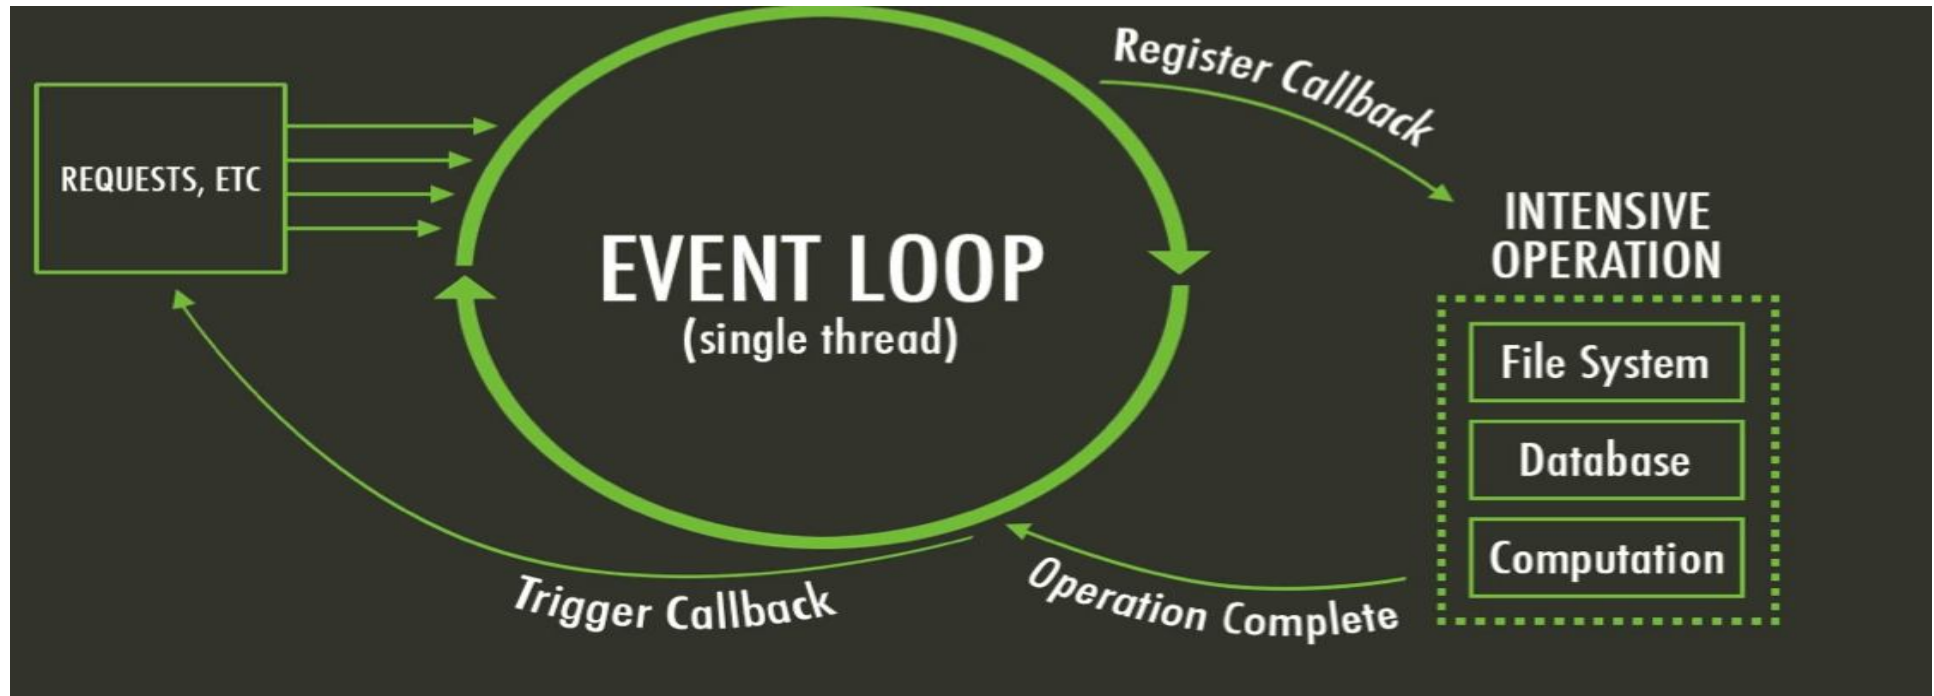 Register Callback
REQUESTS, ETC
EVENT LOOP
(single thread)
INTENSIVE
OPERATION
File System
Database
Computation
Operation Complete
Trigger Callback